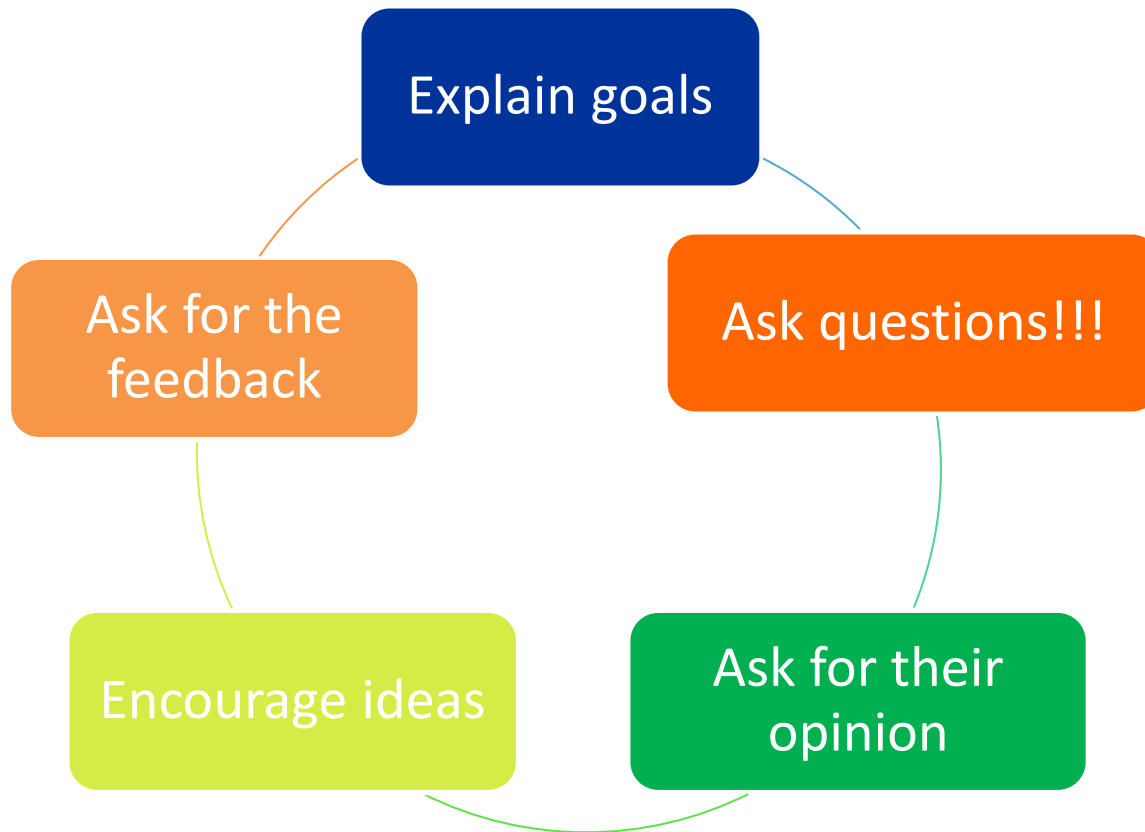 Explain goals
Ask questions!!!
Ask for their
opinion
Encourage ideas
Ask for the
feedback